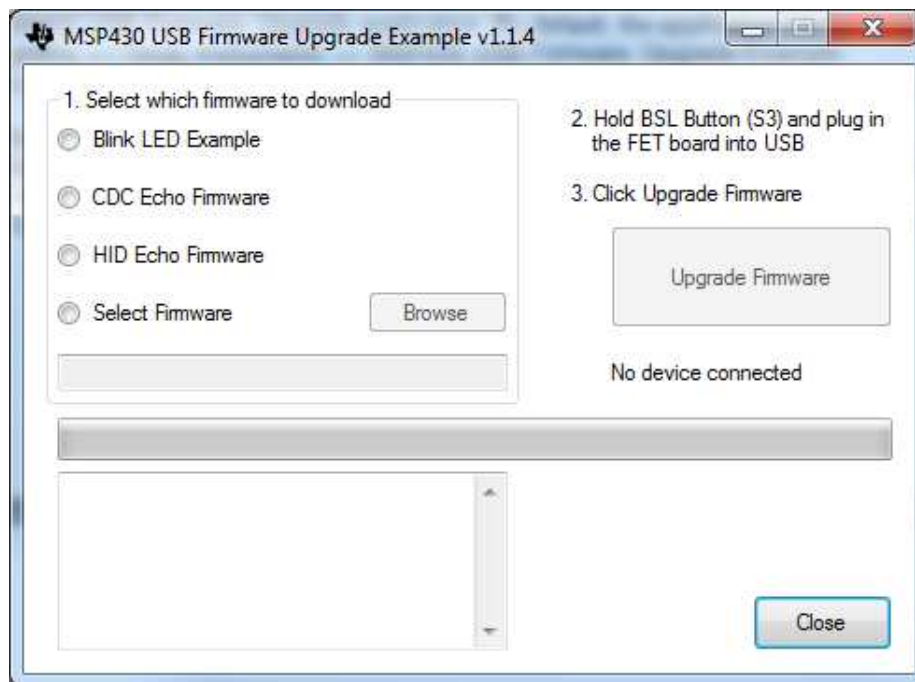 MSP430 USB Firmware Upgrade Example v1.1.4
1. Select which firmware to download
Blink LED Example
CDC Echo Firmware
HID Echo Firmware
Select Firmware
Browse
2. Hold BSL Button (S3) and plug in
the FET board into USB
3. Click Upgrade Firmware
Upgrade Firmware
No device connected
Close